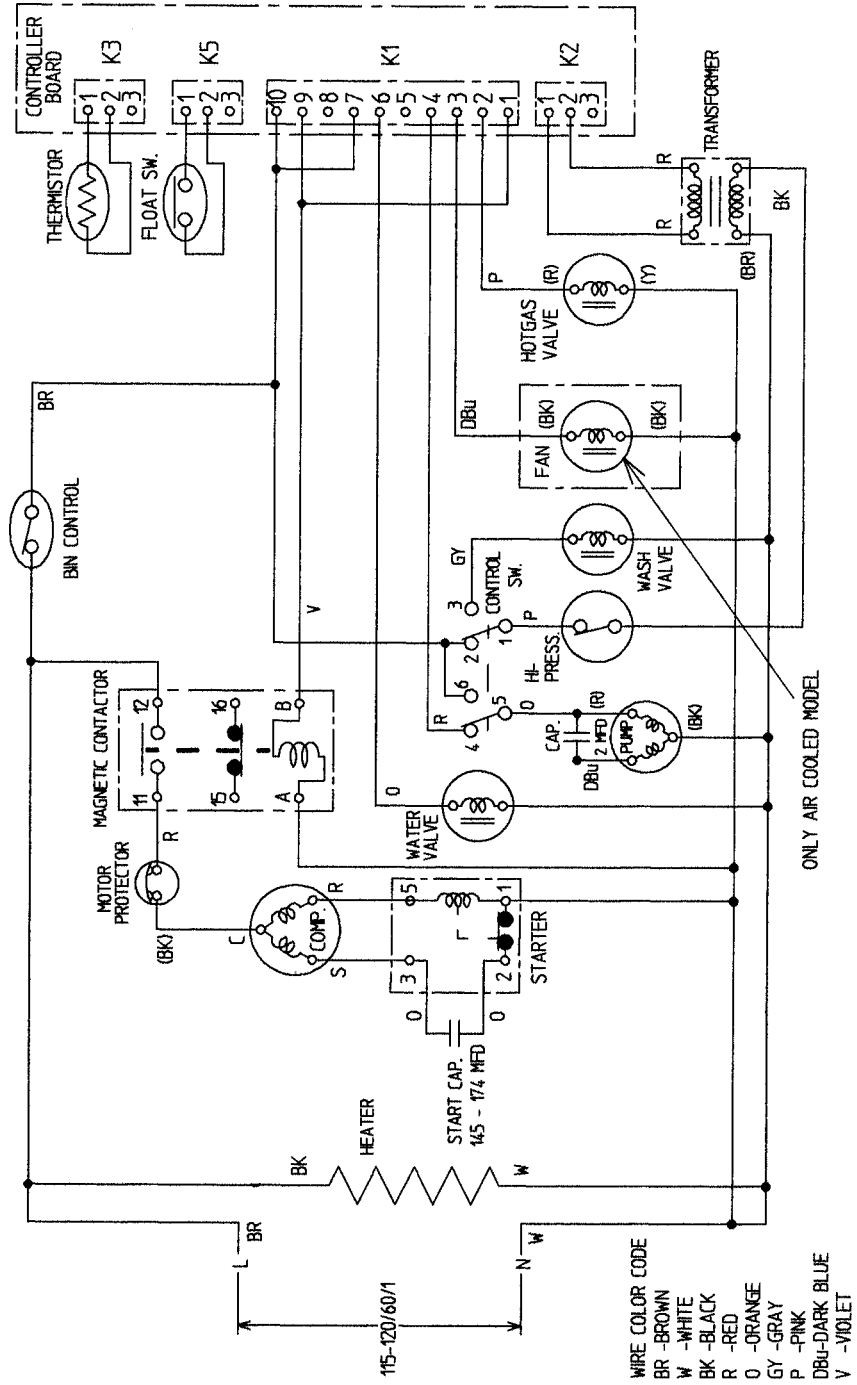 CONTROLLER
BOARD
K3
1
2
3
K5
1
2
3
K1
10
9
8
7
6
5
4
3
2
1
K2
1
2
3
THERMISTOR
FLOAT SW.
TRANSFORMER
R
R
BK
(BR)
P
(R)
(Y)
HOTGAS
VALVE
DBu
(BK)
(BK)
FAN
BR
BIN CONTROL
V
GY
3
CONTROL
SW.
2
1
P
WASH
VALVE
HI-
PRESS.
6
R
4
5
O
(R)
CAP.
2 MFD
DBu
PUMP
(BK)
ONLY AIR COOLED MODEL
MAGNETIC CONTACTOR
12
11
16
15
B
A
O
WATER
VALVE
R
MOTOR
PROTECTOR
(BK)
C
COMP.
R
S
5
3
1
2
STARTER
O
O
START CAP.
145 - 174 MFD
HEATER
BK
W
L
BR
N
W
115-120/60/1
WIRE COLOR CODE
BR -BROWN
W -WHITE
BK -BLACK
R -RED
O -ORANGE
GY -GRAY
P -PINK
DBu-DARK BLUE
V -VIOLET